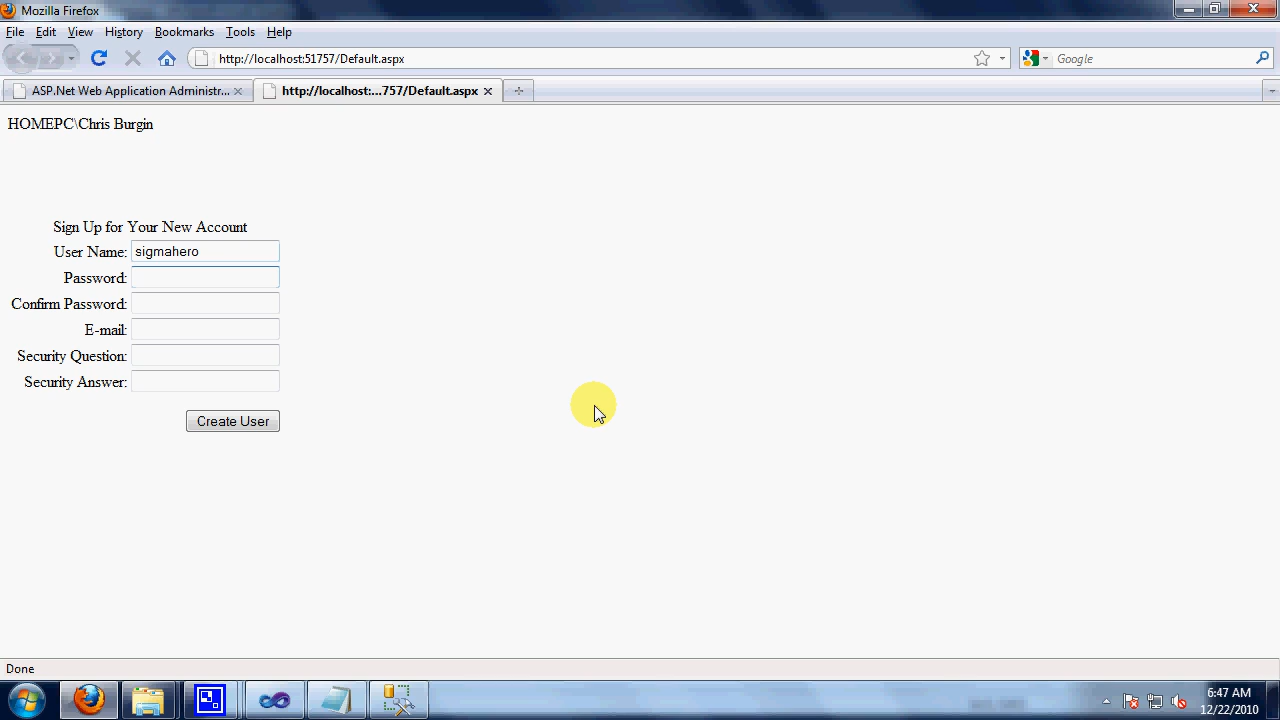 Mozilla Firefox
File Edit View History Bookmarks Tools Help
http://localhost:51757/Default.aspx
Google
ASP.Net Web Application Administr...
http://localhost:...757/Default.aspx
HOMEPC\Chris Burgin
Sign Up for Your New Account
User Name: sigmahero
Password:
Confirm Password:
E-mail:
Security Question:
Security Answer:
Create User
Done
6:47 AM
12/22/2010